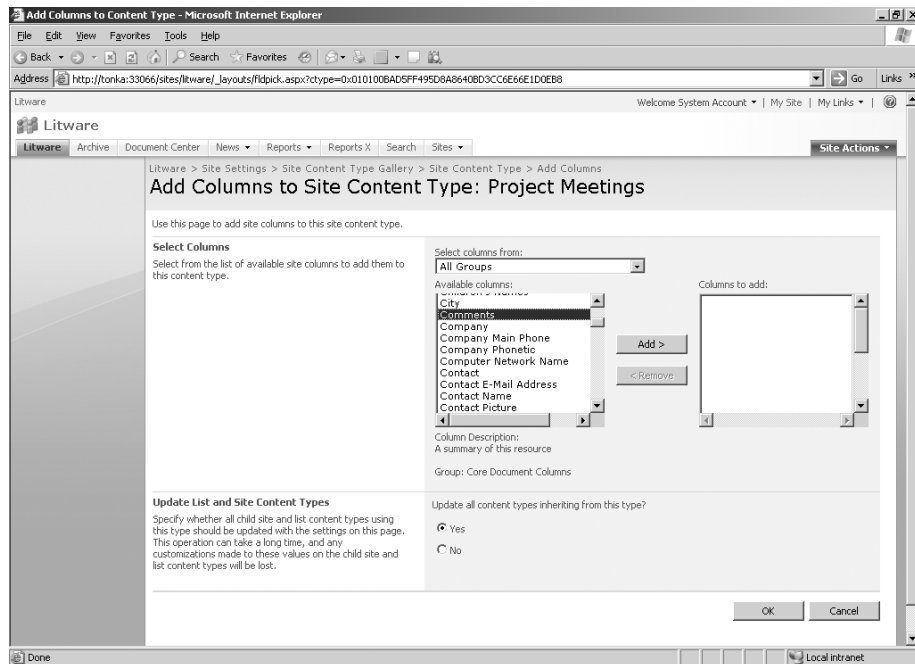 Add Columns to Content Type - Microsoft Internet Explorer
File Edit View Favorites Tools Help
Back Search Favorites
Address http://tonka:33066/sites/litware/_layouts/fldpick.aspx?ctype=0x010100BAD5FF495D8A8640BD3CC6E66E1D0EB8 Go Links »
Litware Welcome System Account | My Site | My Links |
Litware
Litware Archive Document Center News Reports Reports X Search Sites Site Actions
Litware > Site Settings > Site Content Type Gallery > Site Content Type > Add Columns
Add Columns to Site Content Type: Project Meetings
Use this page to add site columns to this site content type.
Select Columns
Select from the list of available site columns to add them to
this content type.
Select columns from:
All Groups
Available columns:
Children's Names
City
Comments
Company
Company Main Phone
Company Phonetic
Computer Network Name
Contact
Contact E-Mail Address
Contact Name
Contact Picture
Add >
< Remove
Columns to add:
Column Description:
A summary of this resource
Group: Core Document Columns
Update List and Site Content Types
Specify whether all child site and list content types using
this type should be updated with the settings on this page.
This operation can take a long time, and any
customizations made to these values on the child site and
list content types will be lost.
Update all content types inheriting from this type?
Yes
No
OK Cancel
Done Local intranet